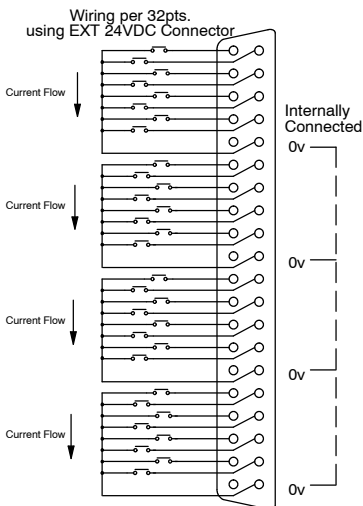 Wiring per 32pts.
using EXT 24VDC Connector
Current Flow
Internally
Connected
0v
Current Flow
0v
Current Flow
0v
Current Flow
0v